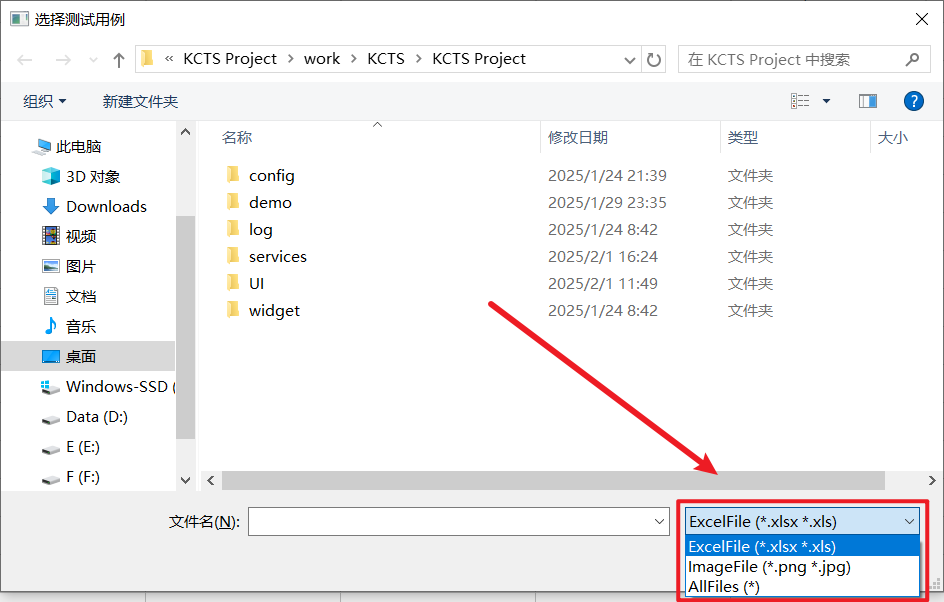 选择测试用例
« KCTS Project > work > KCTS > KCTS Project
在 KCTS Project 中搜索
组织
新建文件夹
?
名称 修改日期 类型 大小
此电脑
3D 对象
Downloads
视频
图片
文档
音乐
桌面
Windows-SSD (
Data (D:)
E (E:)
F (F:)
config 2025/1/24 21:39 文件夹
demo 2025/1/29 23:35 文件夹
log 2025/1/24 8:42 文件夹
services 2025/2/1 16:24 文件夹
UI 2025/2/1 11:49 文件夹
widget 2025/1/24 8:42 文件夹
文件名(N):
ExcelFile (*.xlsx *.xls)
ExcelFile (*.xlsx *.xls)
ImageFile (*.png *.jpg)
AllFiles (*)